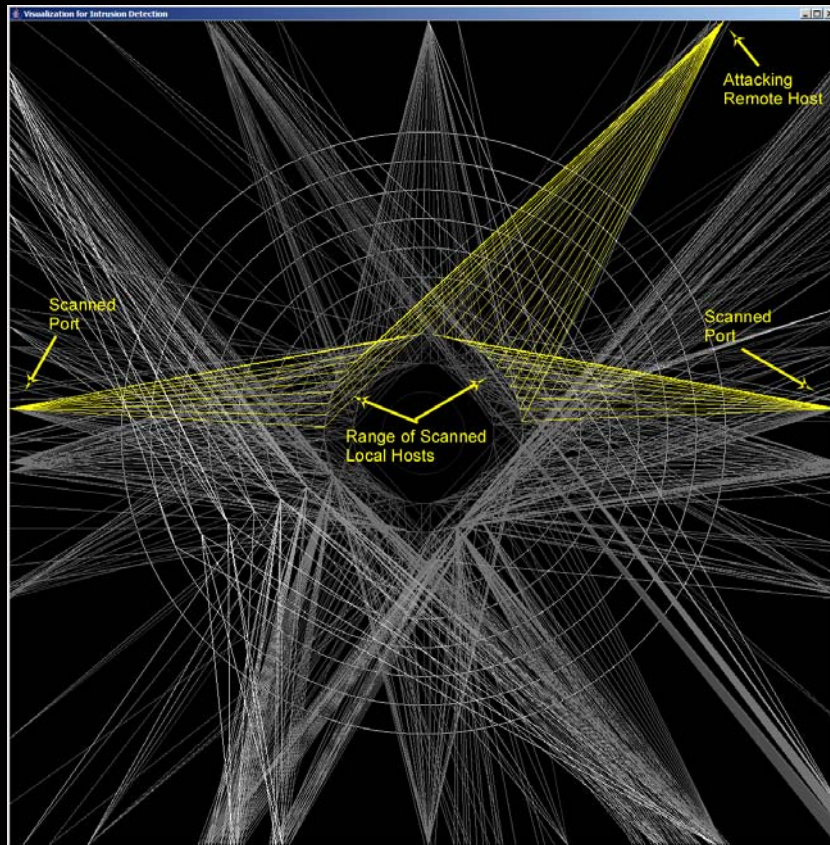 Visualization for Intrusion Detection
Attacking
Remote Host
Scanned
Port
Scanned
Port
Range of Scanned
Local Hosts